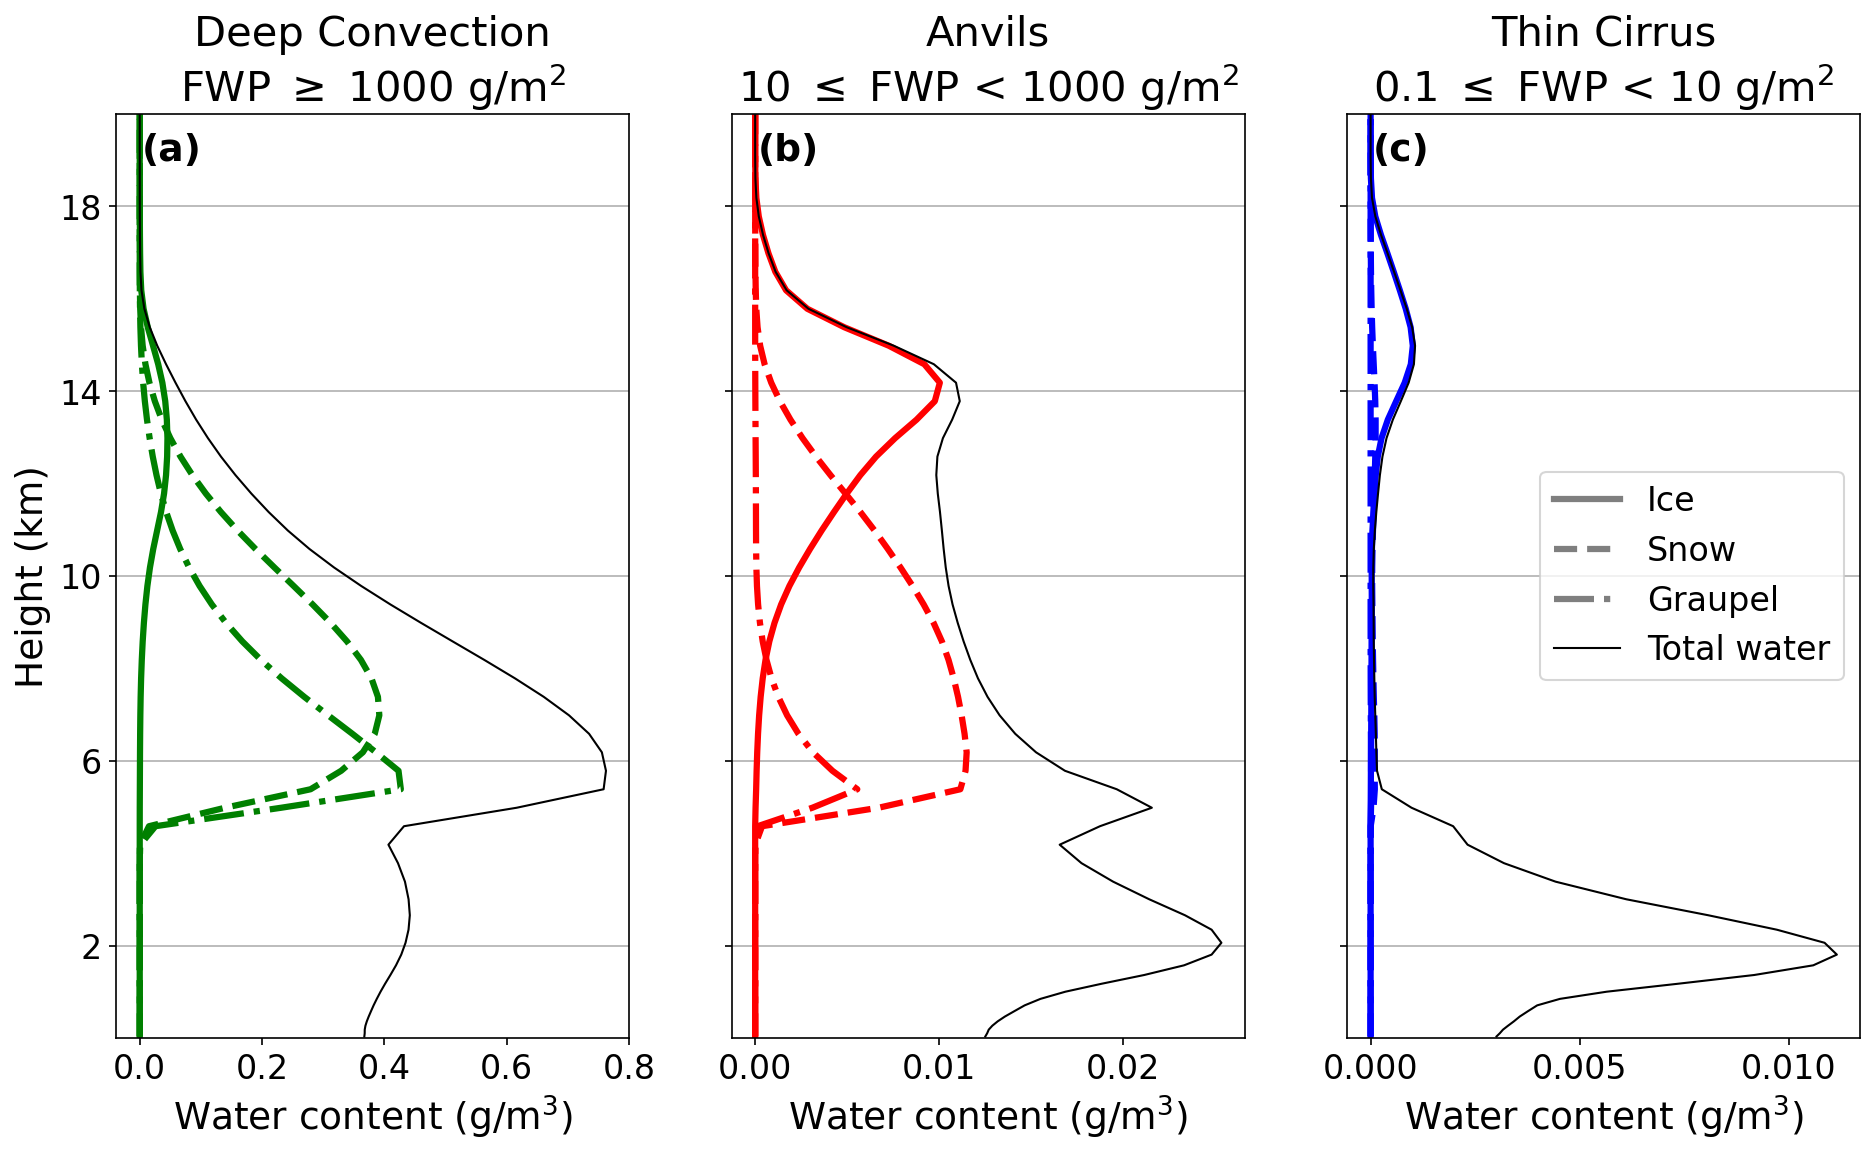 Deep Convection
FWP ≥ 1000 g/m²
Anvils
10 ≤ FWP < 1000 g/m²
Thin Cirrus
0.1 ≤ FWP < 10 g/m²
(a)
(b)
(c)
18
14
10
6
2
Height (km)
Ice
Snow
Graupel
Total water
0.0 0.2 0.4 0.6 0.8
0.00 0.01 0.02
0.000 0.005 0.010
Water content (g/m³)
Water content (g/m³)
Water content (g/m³)